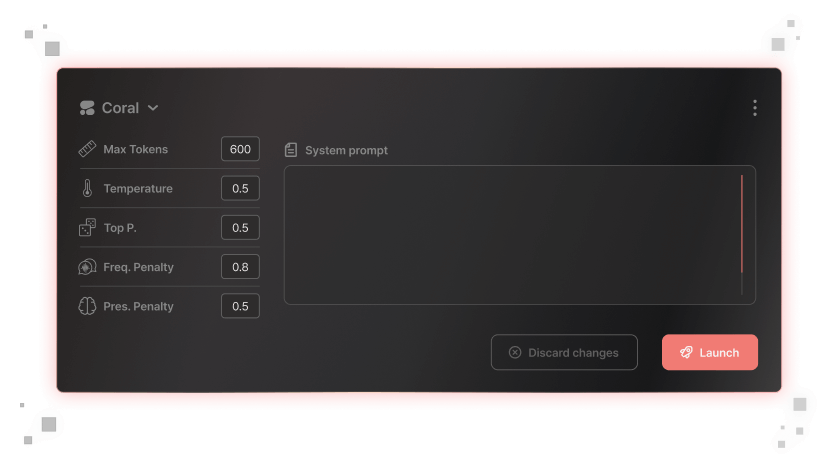 Coral
Max Tokens 600
System prompt
Temperature 0.5
Top P. 0.5
Freq. Penalty 0.8
Pres. Penalty 0.5
Discard changes
Launch